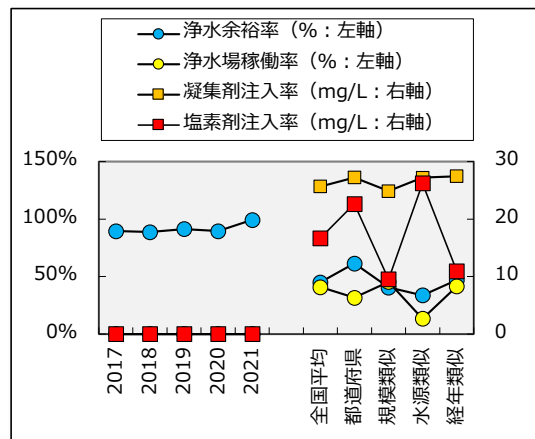 浄水余裕率（%：左軸）
浄水場稼働率（%：左軸）
凝集剤注入率（mg/L：右軸）
塩素剤注入率（mg/L：右軸）
150%
100%
50%
0%
30
20
10
0
2017
2018
2019
2020
2021
全国平均
都道府県
規模類似
水源類似
経年類似